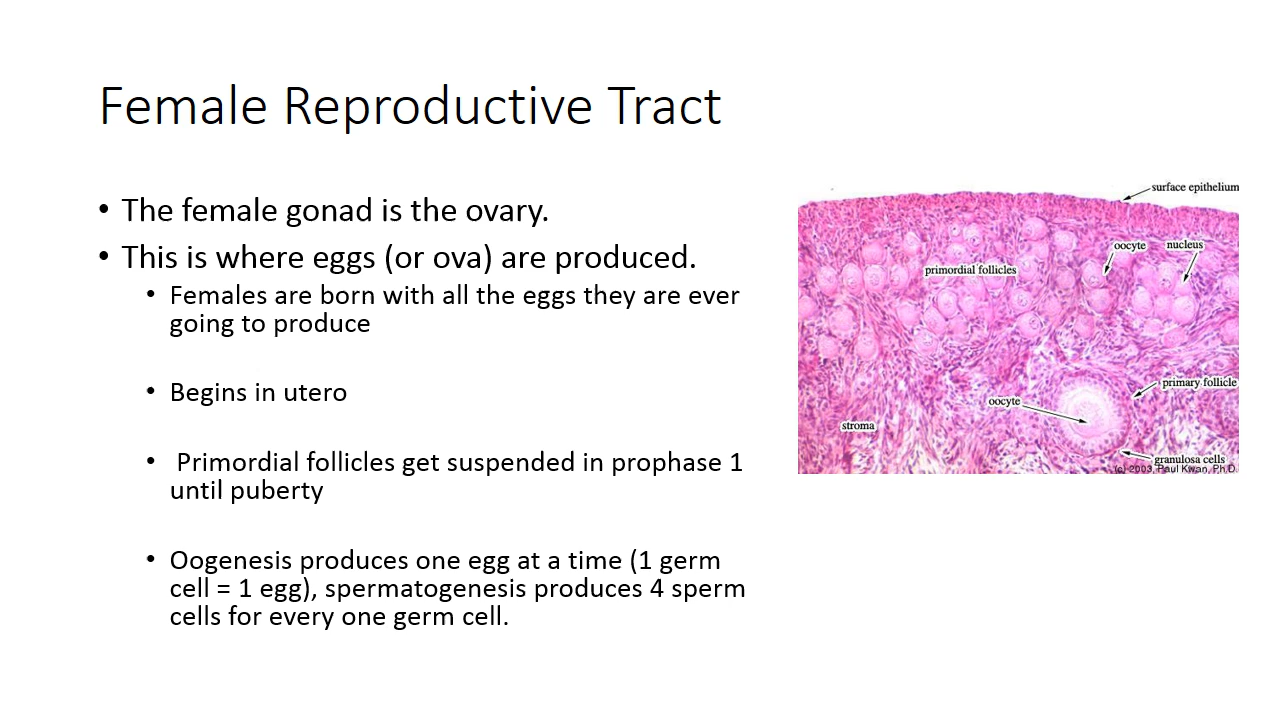 Female Reproductive Tract
• The female gonad is the ovary.
• This is where eggs (or ova) are produced.
• Females are born with all the eggs they are ever
going to produce
• Begins in utero
• Primordial follicles get suspended in prophase 1
until puberty
• Oogenesis produces one egg at a time (1 germ
cell = 1 egg), spermatogenesis produces 4 sperm
cells for every one germ cell.
surface epithelium
oocyte
nucleus
primordial follicles
primary follicle
oocyte
stroma
granulosa cells
(c) 2003, Paul Kwan, Ph.D.